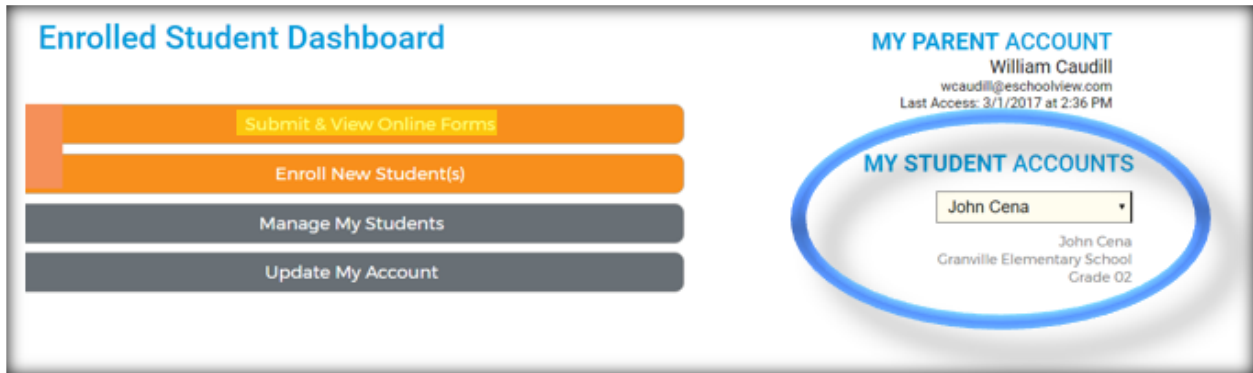 Enrolled Student Dashboard
Submit & View Online Forms
Enroll New Student(s)
Manage My Students
Update My Account
MY PARENT ACCOUNT
William Caudill
wcaudill@eschoolview.com
Last Access: 3/1/2017 at 2:36 PM
MY STUDENT ACCOUNTS
John Cena
John Cena
Granville Elementary School
Grade 02